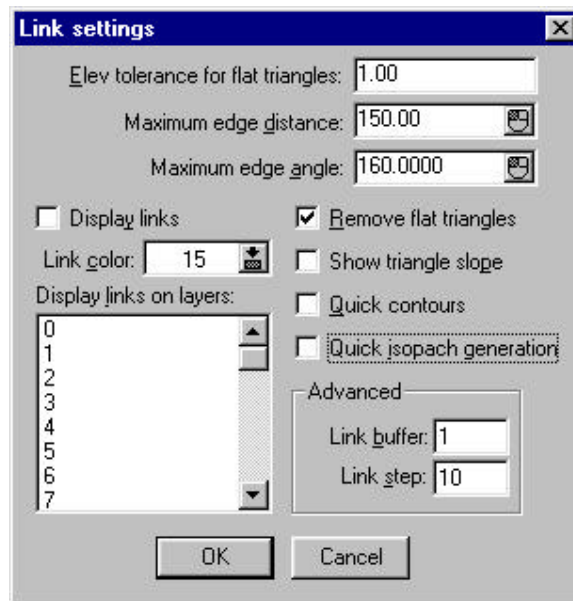 Link settings
Elev tolerance for flat triangles: 1.00
Maximum edge distance: 150.00
Maximum edge angle: 160.0000
Display links
Remove flat triangles
Link color: 15
Show triangle slope
Display links on layers:
Quick contours
0
1
2
3
4
5
6
7
Quick isopach generation
Advanced
Link buffer: 1
Link step: 10
OK
Cancel